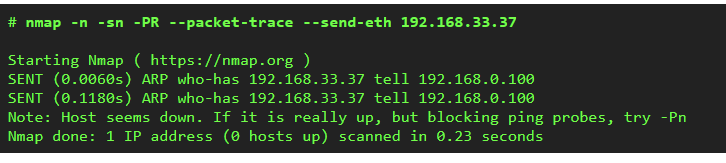 # nmap -n -sn -PR --packet-trace --send-eth 192.168.33.37
Starting Nmap ( https://nmap.org )
SENT (0.0060s) ARP who-has 192.168.33.37 tell 192.168.0.100
SENT (0.1180s) ARP who-has 192.168.33.37 tell 192.168.0.100
Note: Host seems down. If it is really up, but blocking ping probes, try -Pn
Nmap done: 1 IP address (0 hosts up) scanned in 0.23 seconds